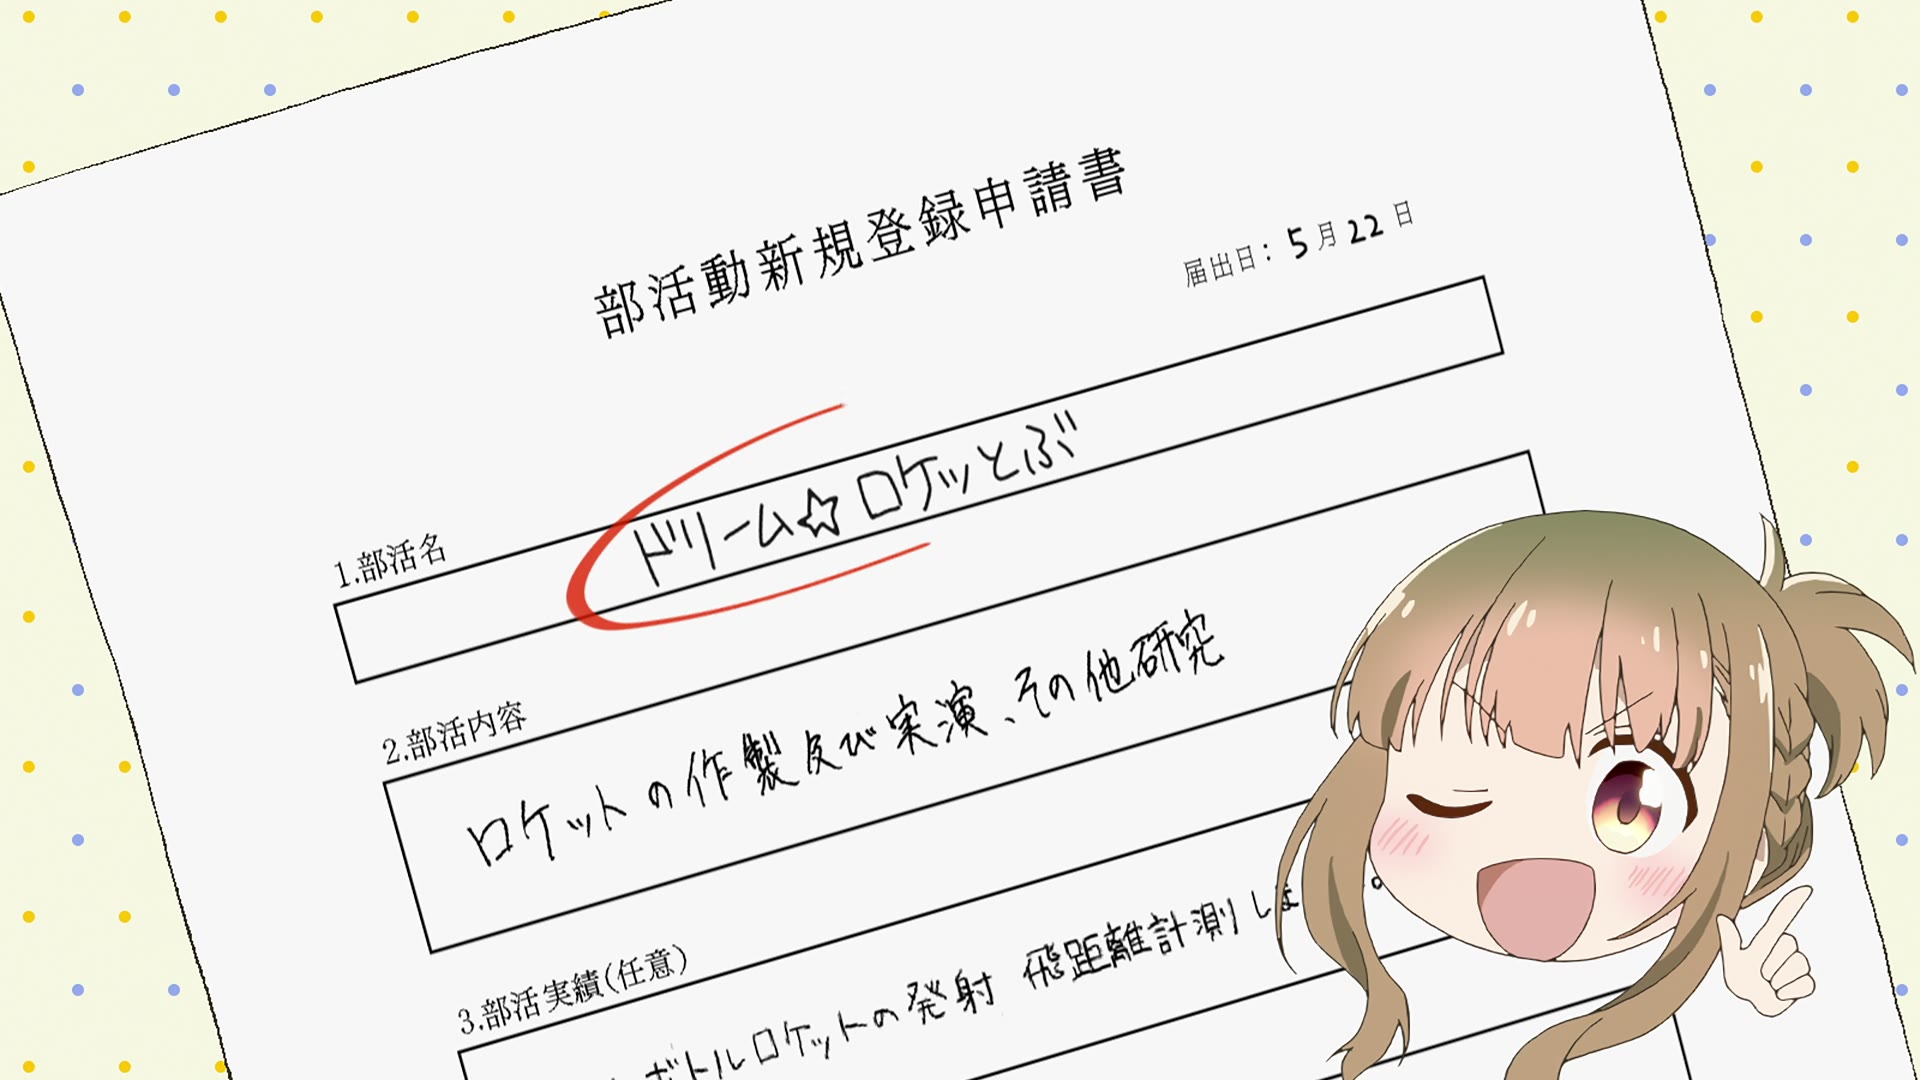 部活動新規登録申請書
届出日: 5月22日
1.部活名
ドリーム☆ロケッとぶ
2.部活内容
ロケットの作製及び実演、その他研究
3.部活実績(任意)
ボトルロケットの発射 飛距離計測しま。